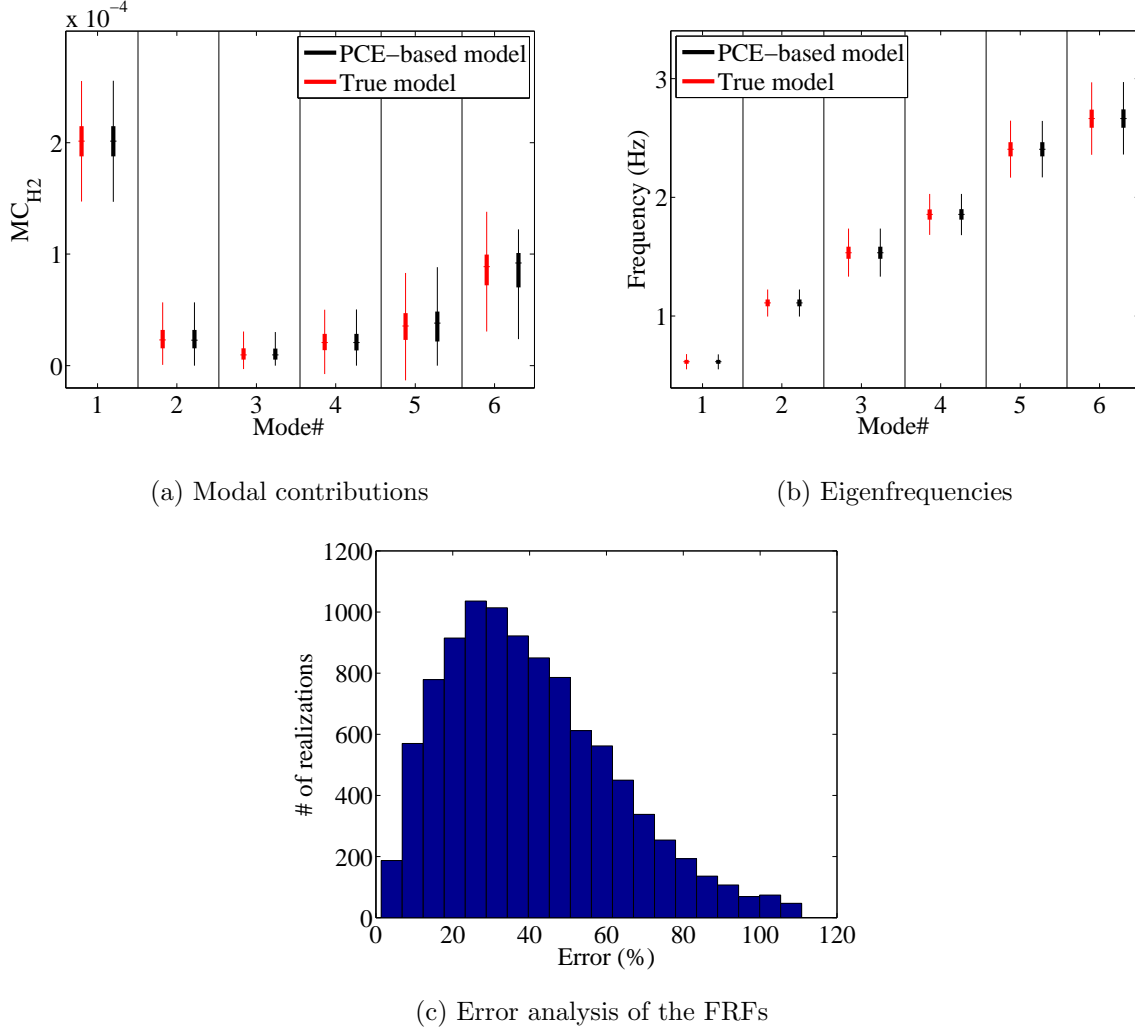 x 10⁻⁴
PCE−based model
True model
2
1
0
MC_H2
1 2 3 4 5 6
Mode#
(a) Modal contributions
PCE−based model
True model
3
2
1
Frequency (Hz)
1 2 3 4 5 6
Mode#
(b) Eigenfrequencies
1200
1000
800
600
400
200
0
# of realizations
0 20 40 60 80 100 120
Error (%)
(c) Error analysis of the FRFs